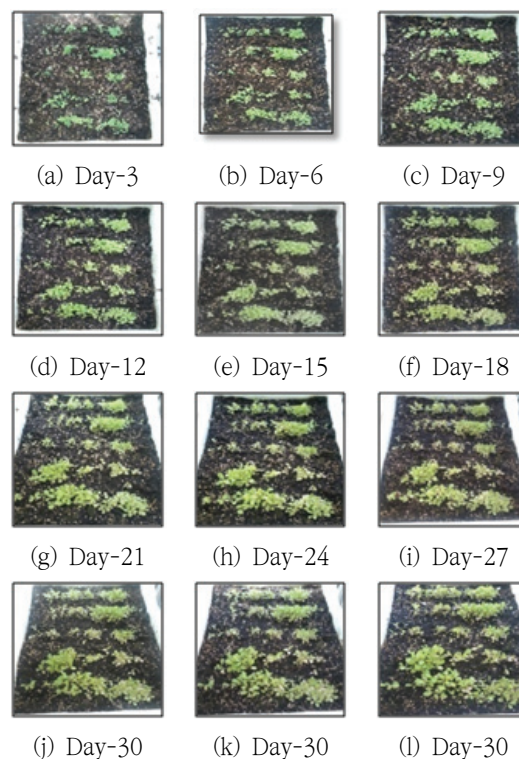 (a) Day-3 (b) Day-6 (c) Day-9
(d) Day-12 (e) Day-15 (f) Day-18
(g) Day-21 (h) Day-24 (i) Day-27
(j) Day-30 (k) Day-30 (l) Day-30